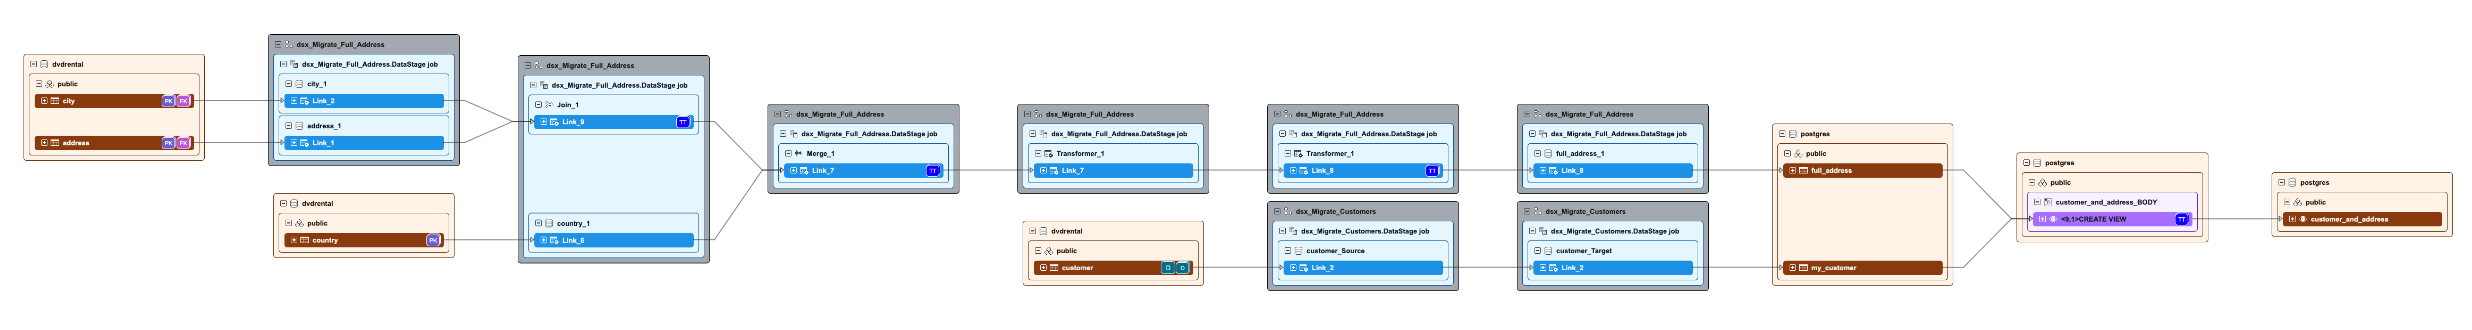 dvdrental
public
city PK FK
address PK FK
dvdrental
public
country PK
dsx_Migrate_Full_Address
dsx_Migrate_Full_Address.DataStage job
city_1
Link_2
address_1
Link_1
dsx_Migrate_Full_Address
dsx_Migrate_Full_Address.DataStage job
Join_1
Link_9 TT
country_1
Link_6
dsx_Migrate_Full_Address
dsx_Migrate_Full_Address.DataStage job
Merge_1
Link_7 TT
dsx_Migrate_Full_Address
dsx_Migrate_Full_Address.DataStage job
Transformer_1
Link_7
dvdrental
public
customer D D
dsx_Migrate_Full_Address
dsx_Migrate_Full_Address.DataStage job
Transformer_1
Link_8 TT
dsx_Migrate_Customers
dsx_Migrate_Customers.DataStage job
customer_Source
Link_2
dsx_Migrate_Full_Address
dsx_Migrate_Full_Address.DataStage job
full_address_1
Link_8
dsx_Migrate_Customers
dsx_Migrate_Customers.DataStage job
customer_Target
Link_2
postgres
public
full_address
my_customer
postgres
public
customer_and_address_BODY
<9,1>CREATE VIEW TT
postgres
public
customer_and_address